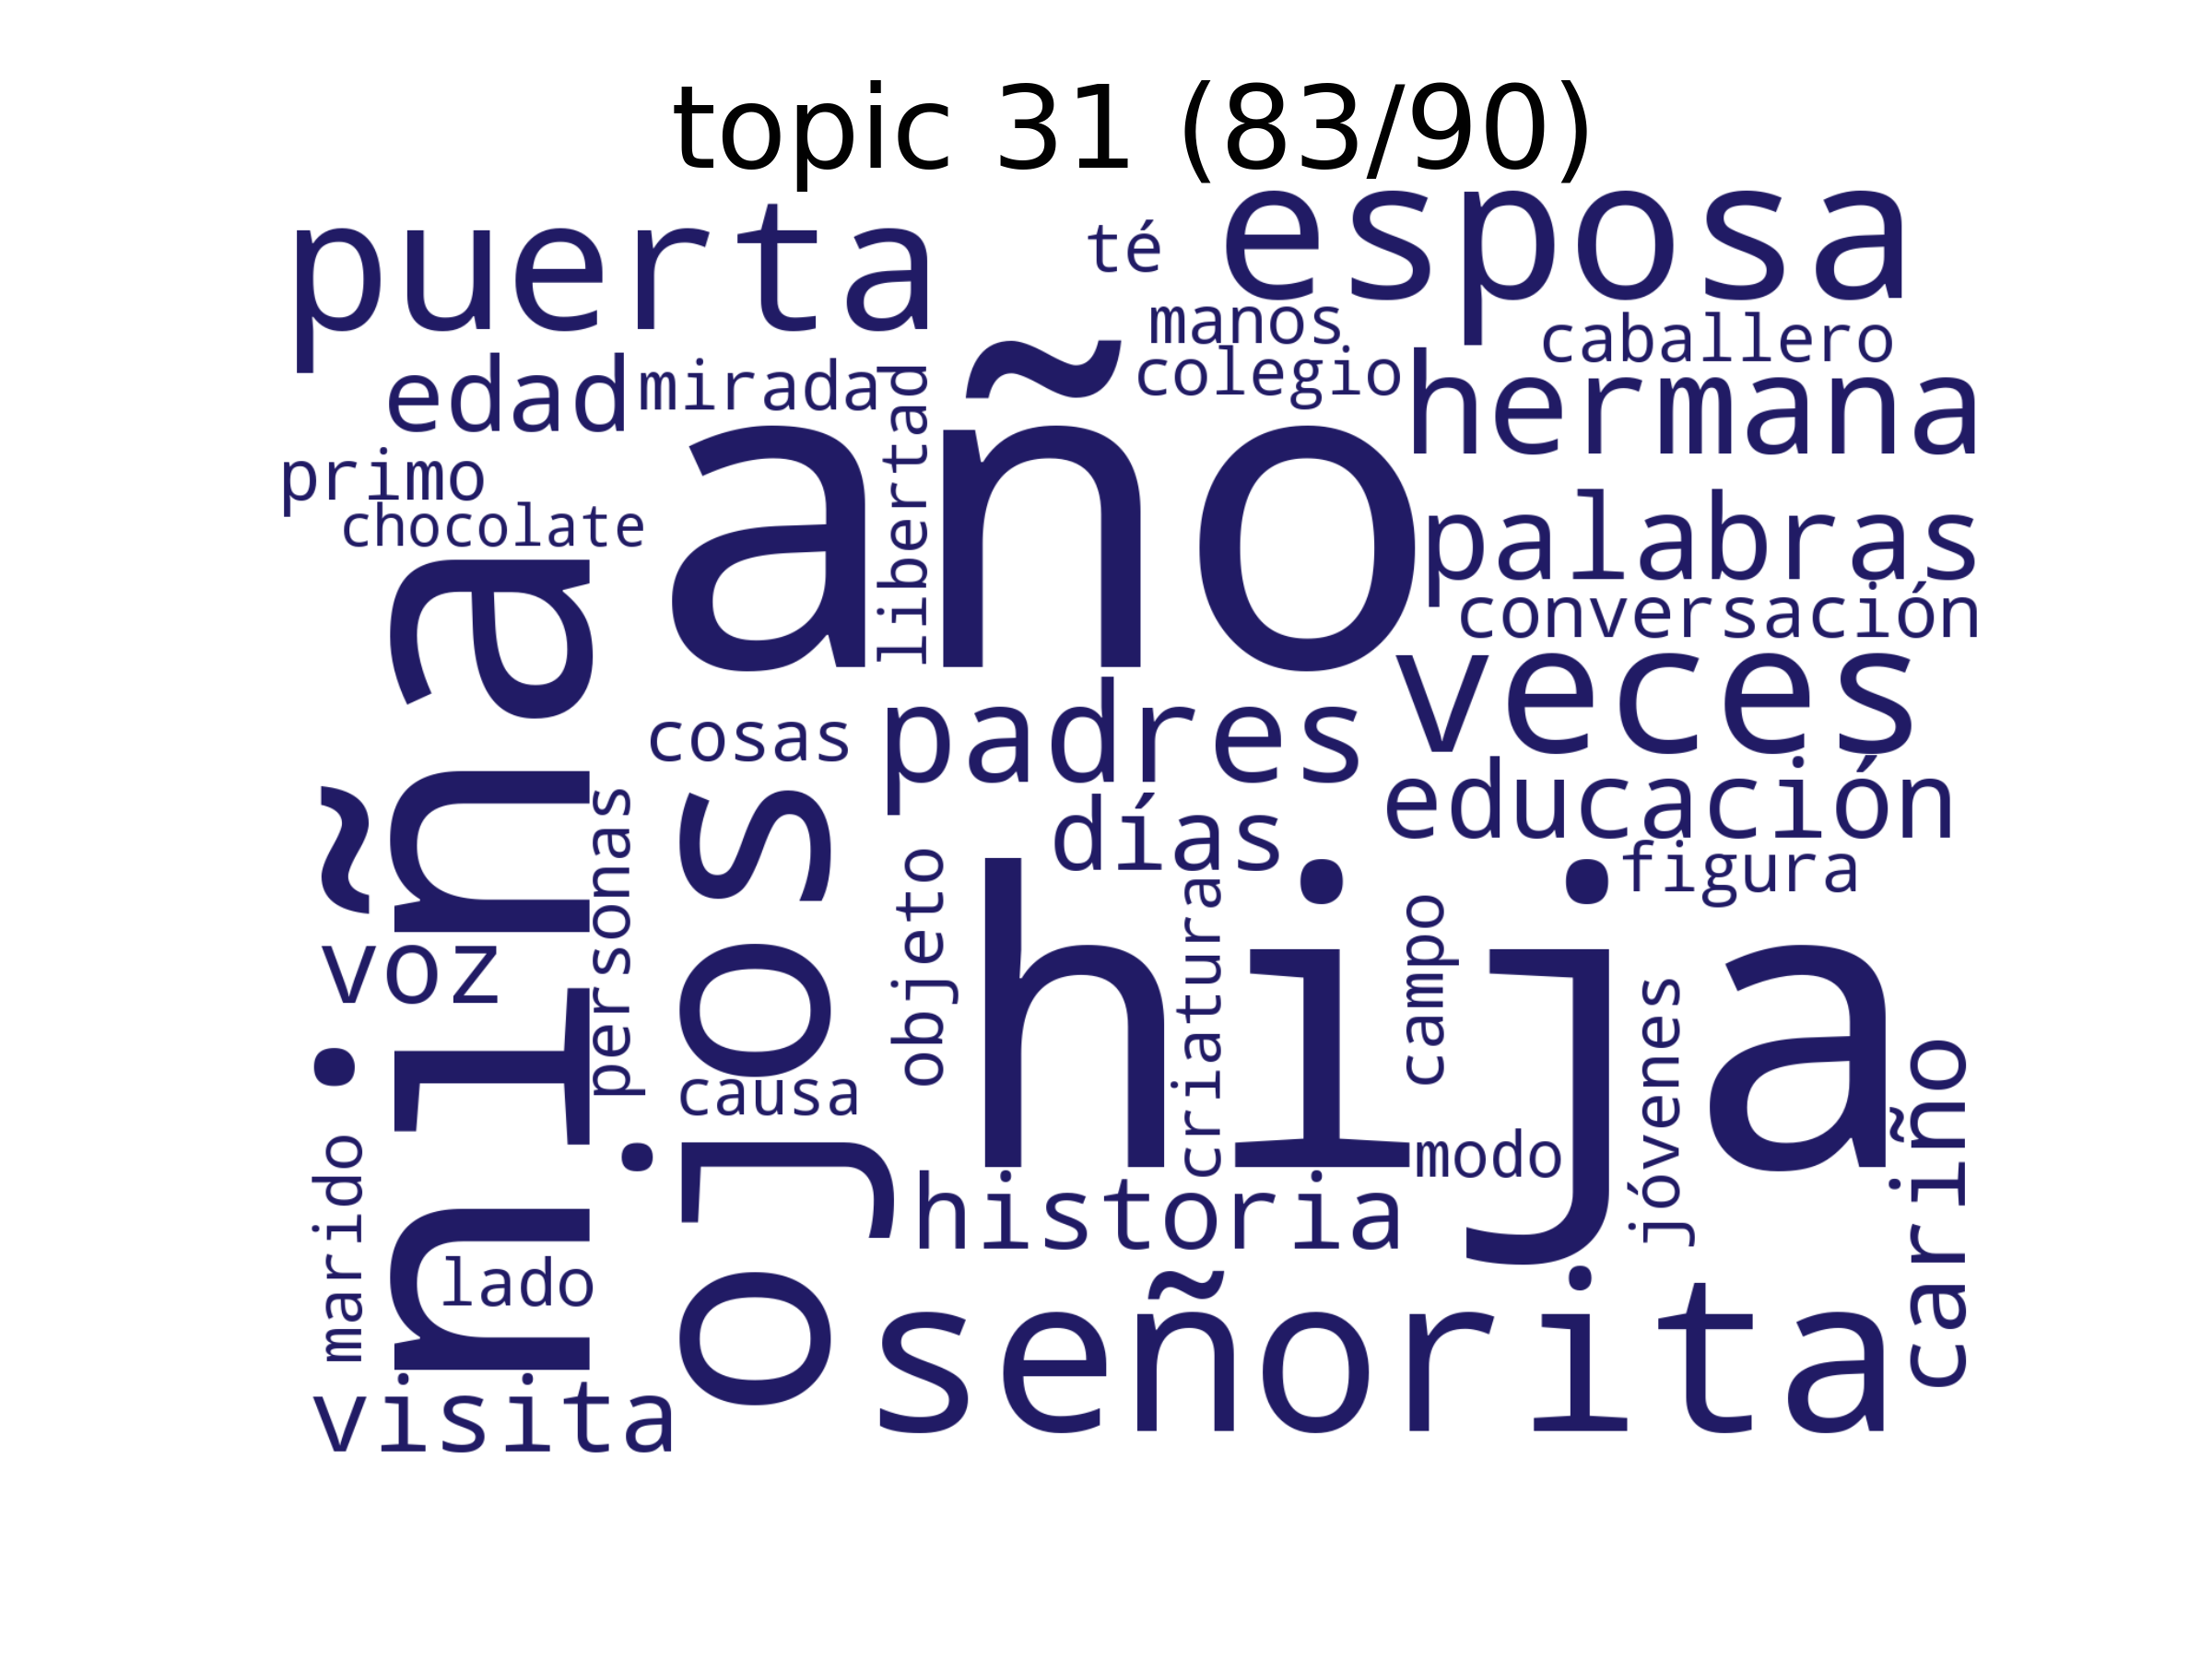 topic 31 (83/90)
puerta
té
esposa
manos
caballero
edad
miradad
libertad
colegio
hermana
año
primo
chocolate
palabras
conversación
niña
cosas
padres
veces
ojos
días
educación
personas
objeto
criatura
campo
figura
voz
hija
causa
jóvenes
cariño
marido
lado
modo
historia
señorita
visita